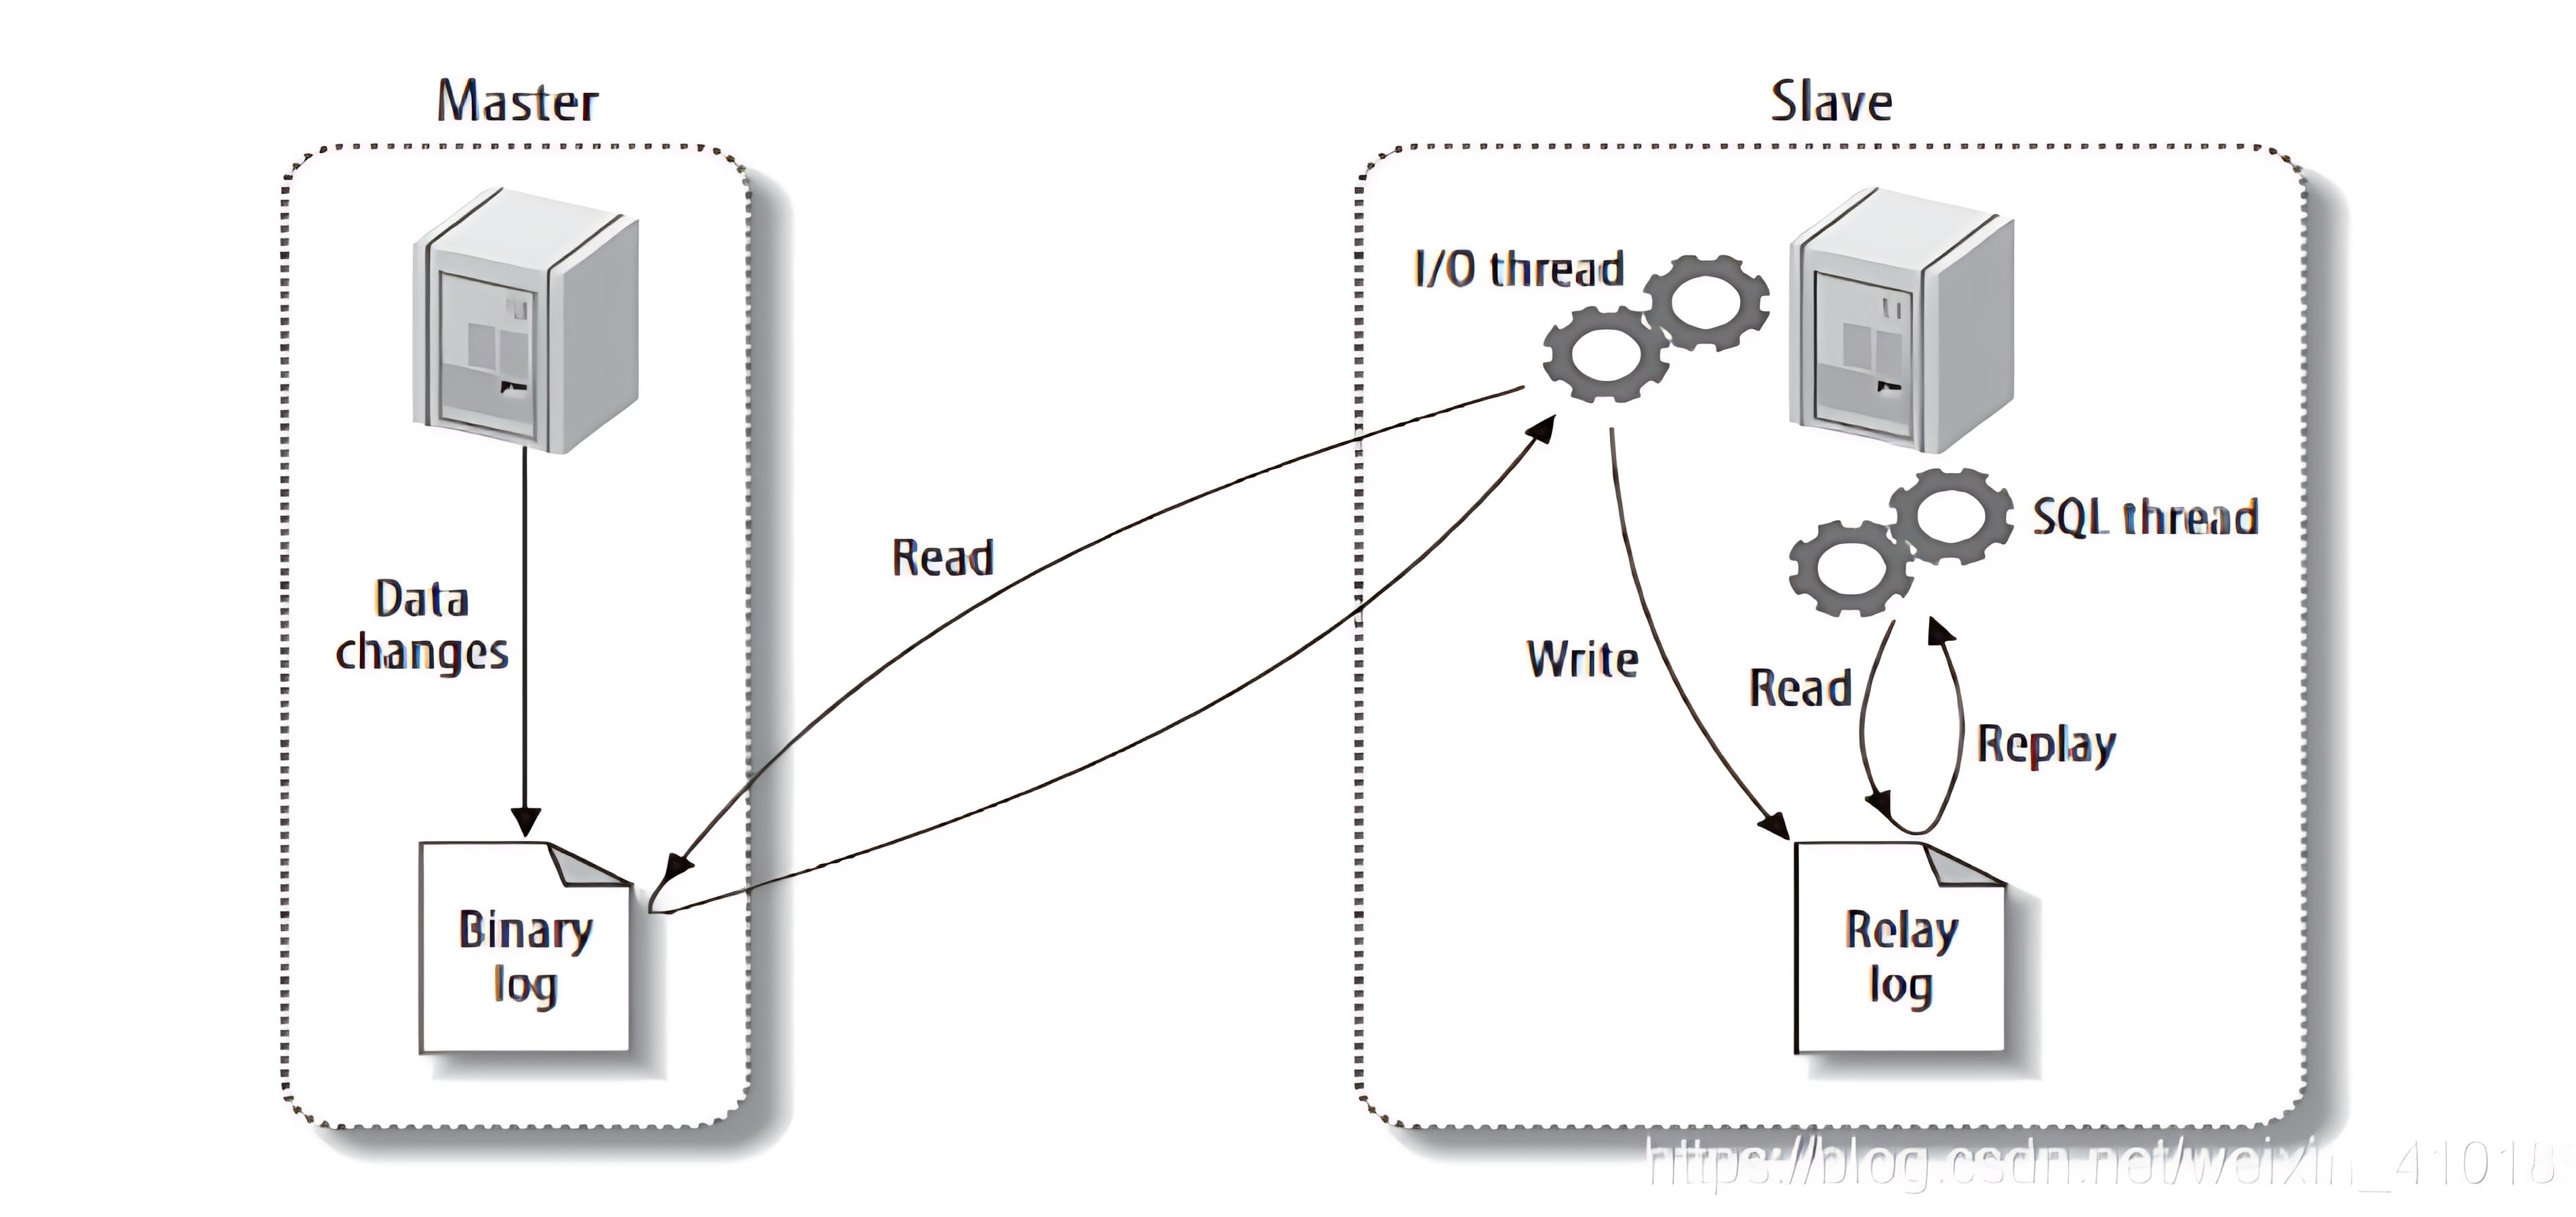 Master
Slave
I/O thread
SQL thread
Read
Data
changes
Write
Read
Replay
Binary
log
Relay
log
https://blog.csdn.net/weixin_41018